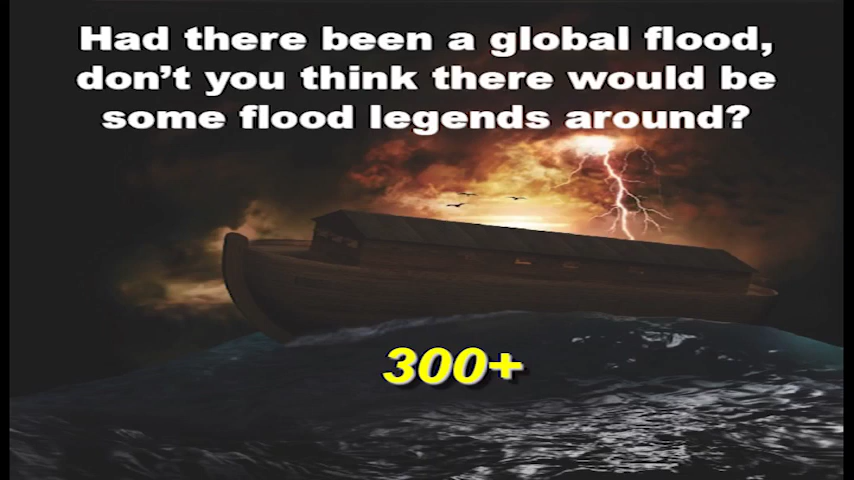 Had there been a global flood,
don't you think there would be
some flood legends around?
300+